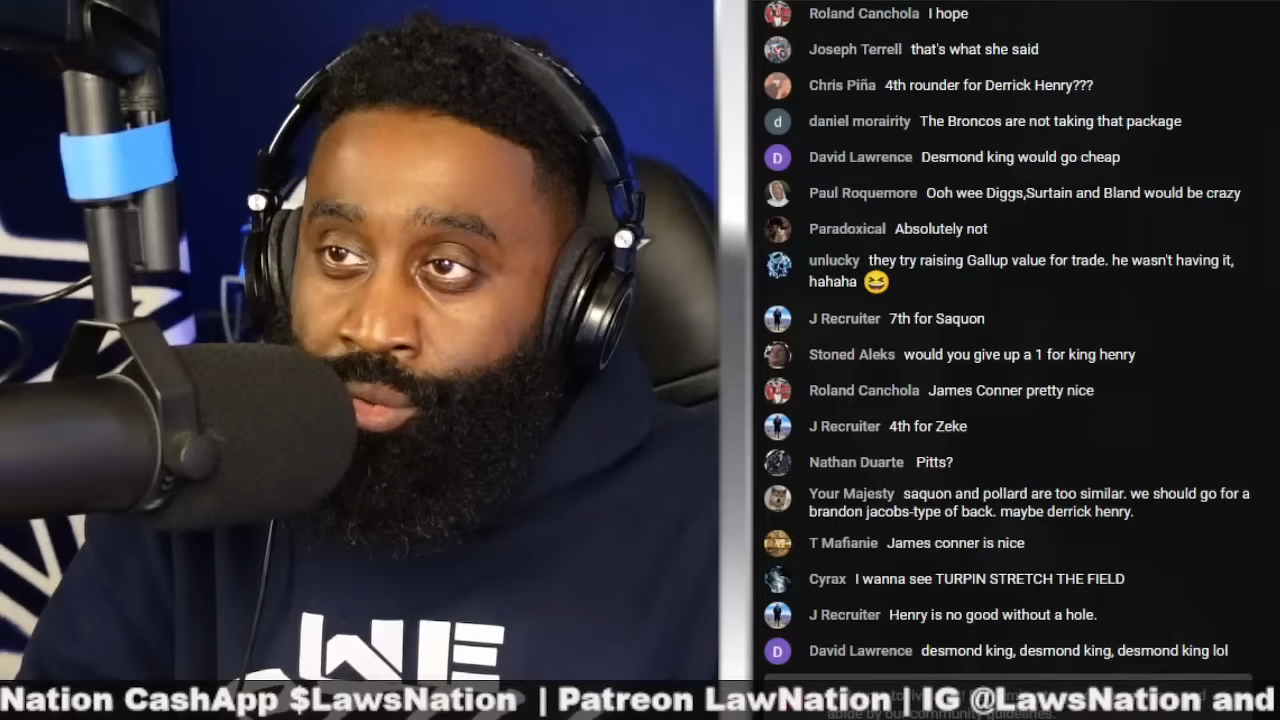 Roland Canchola I hope
Joseph Terrell that's what she said
Chris Piña 4th rounder for Derrick Henry???
d daniel morairity The Broncos are not taking that package
D David Lawrence Desmond king would go cheap
Paul Roquemore Ooh wee Diggs,Surtain and Bland would be crazy
Paradoxical Absolutely not
unlucky they try raising Gallup value for trade. he wasn't having it,
hahaha 😆
J Recruiter 7th for Saquon
Stoned Aleks would you give up a 1 for king henry
Roland Canchola James Conner pretty nice
J Recruiter 4th for Zeke
Nathan Duarte Pitts?
Your Majesty saquon and pollard are too similar. we should go for a
brandon jacobs-type of back. maybe derrick henry.
T Mafianie James conner is nice
Cyrax I wanna see TURPIN STRETCH THE FIELD
J Recruiter Henry is no good without a hole.
D David Lawrence desmond king, desmond king, desmond king lol
WE
Nation CashApp $LawsNation | Patreon LawNation | IG @LawsNation and
abide by our community guidelines.